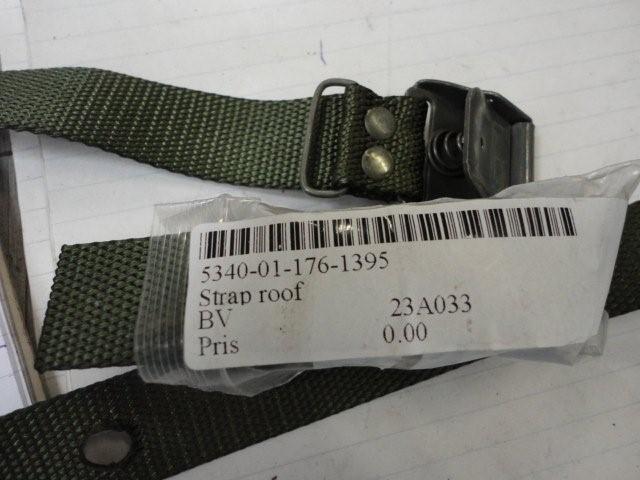 5340-01-176-1395
Strap roof
BV 23A033
Pris 0.00